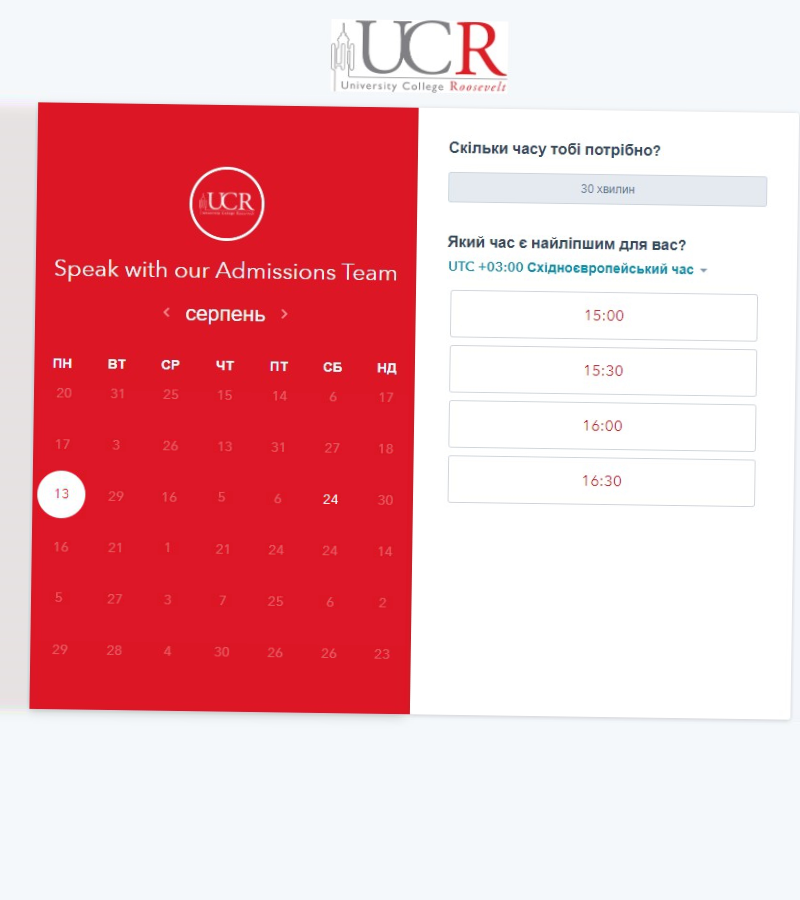 UCR
University College Roosevelt
UCR
Speak with our Admissions Team
серпень
ПН ВТ СР ЧТ ПТ СБ НД
20 31 25 15 14 6 17
17 3 26 13 31 27 18
13 29 16 5 6 24 30
16 21 1 21 24 24 14
5 27 3 7 25 6 2
29 28 4 30 26 26 23
Скільки часу тобі потрібно?
30 хвилин
Який час є найліпшим для вас?
UTC +03:00 Східноєвропейський час
15:00
15:30
16:00
16:30